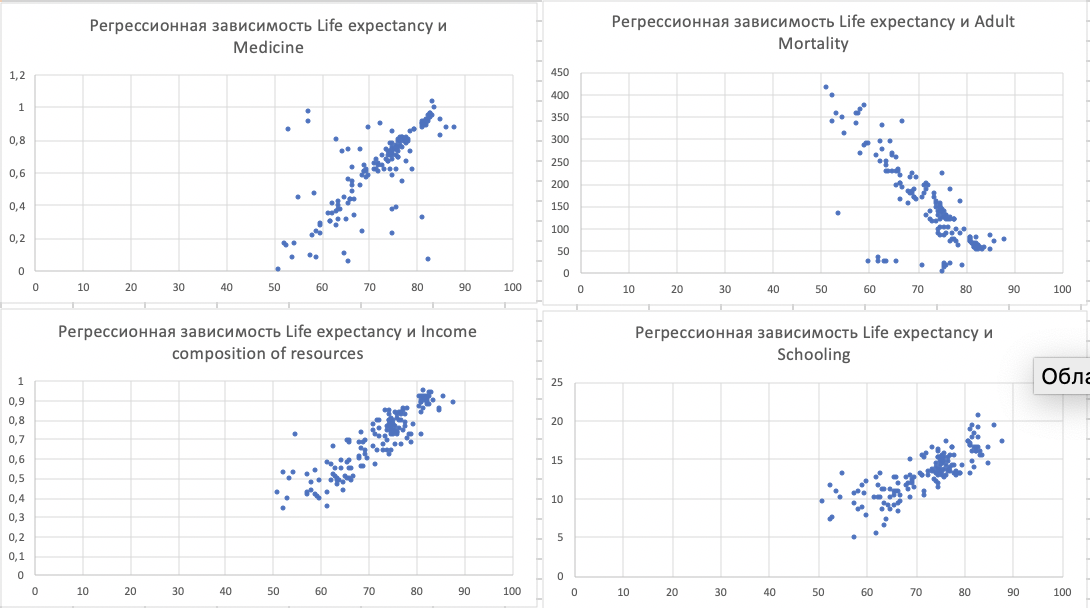 Регрессионная зависимость Life expectancy и
Medicine
1,2
1
0,8
0,6
0,4
0,2
0
0 10 20 30 40 50 60 70 80 90 100
Регрессионная зависимость Life expectancy и Adult
Mortality
450
400
350
300
250
200
150
100
50
0
0 10 20 30 40 50 60 70 80 90 100
Регрессионная зависимость Life expectancy и Income
composition of resources
1
0,9
0,8
0,7
0,6
0,5
0,4
0,3
0,2
0,1
0
0 10 20 30 40 50 60 70 80 90 100
Регрессионная зависимость Life expectancy и
Schooling
25
20
15
10
5
0
0 10 20 30 40 50 60 70 80 90 100
Обла